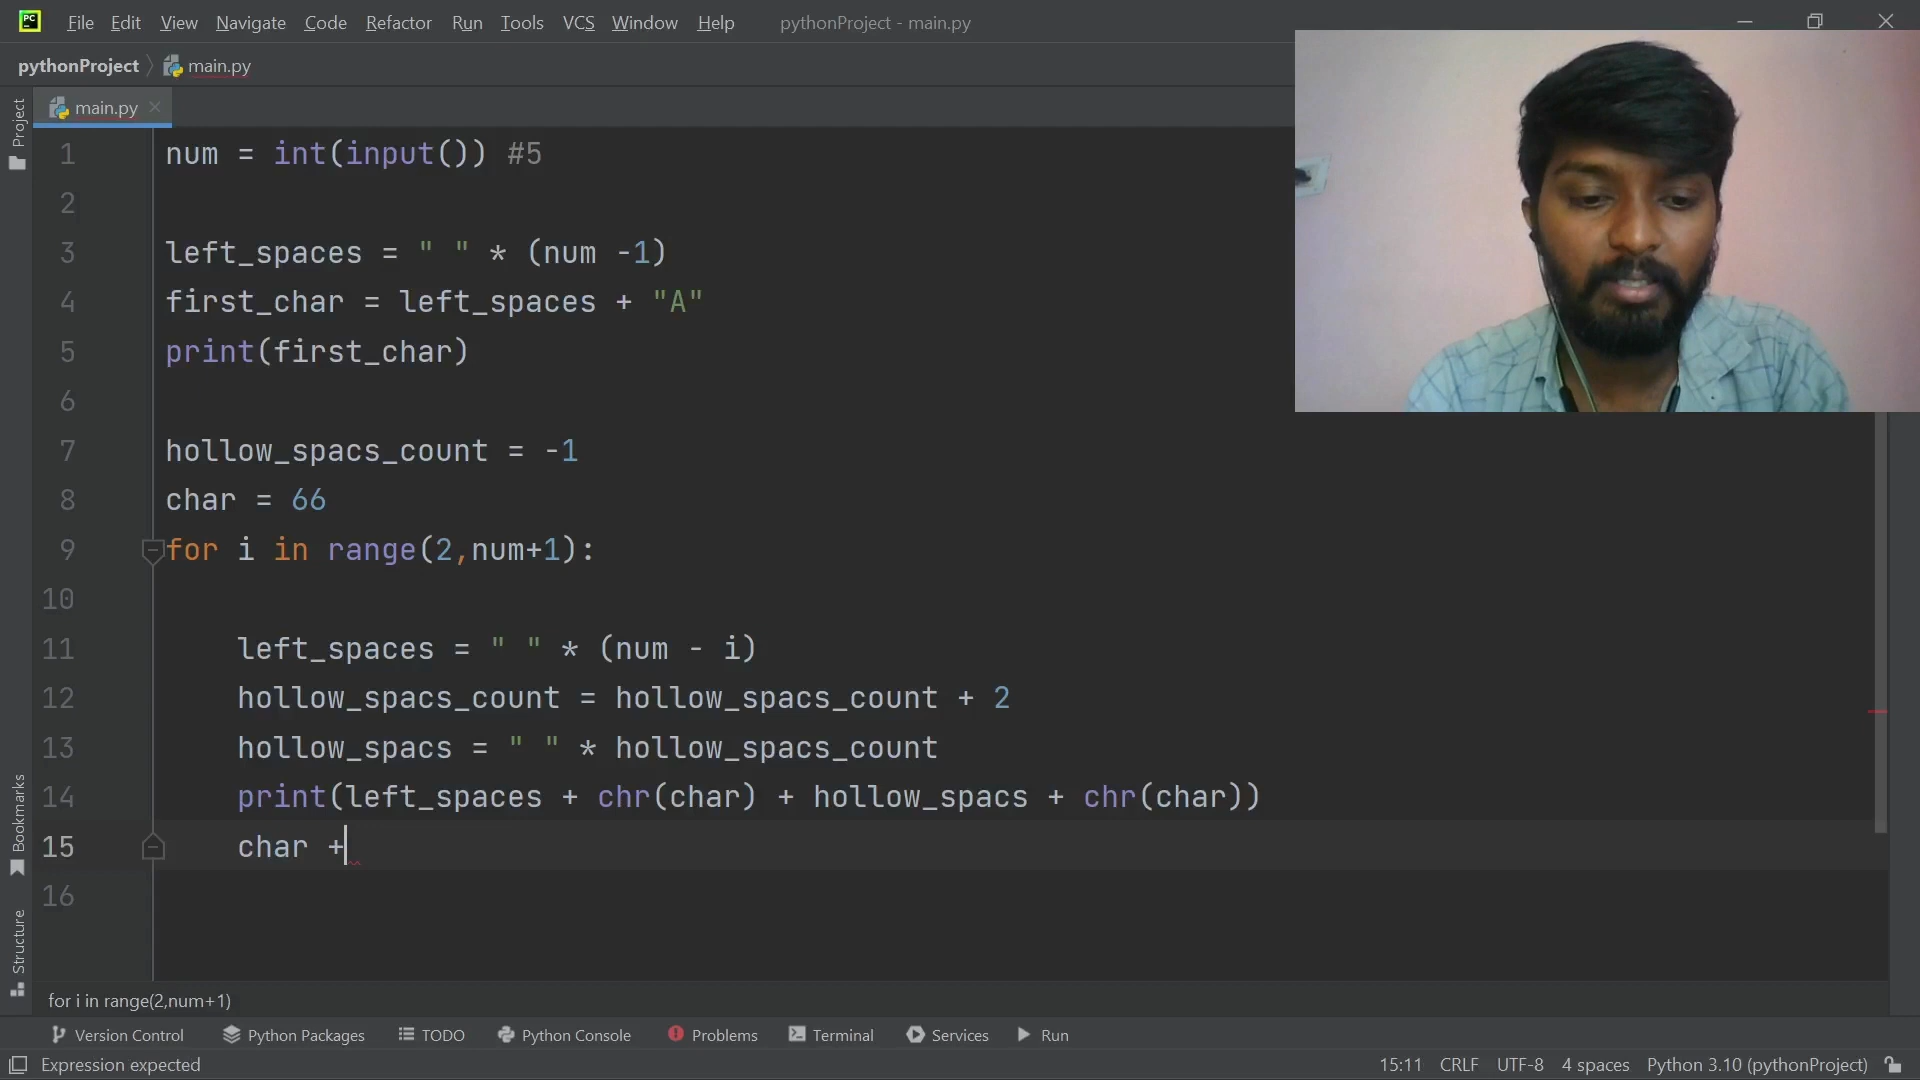 PC File Edit View Navigate Code Refactor Run Tools VCS Window Help pythonProject - main.py
pythonProject main.py
Project
main.py
1 num = int(input()) #5
2
3 left_spaces = " " * (num -1)
4 first_char = left_spaces + "A"
5 print(first_char)
6
7 hollow_spacs_count = -1
8 char = 66
9 for i in range(2,num+1):
10
11 left_spaces = " " * (num - i)
12 hollow_spacs_count = hollow_spacs_count + 2
13 hollow_spacs = " " * hollow_spacs_count
14 print(left_spaces + chr(char) + hollow_spacs + chr(char))
15 char +
16
Bookmarks
Structure
for i in range(2,num+1)
Version Control Python Packages TODO Python Console Problems Terminal Services Run
Expression expected 15:11 CRLF UTF-8 4 spaces Python 3.10 (pythonProject)